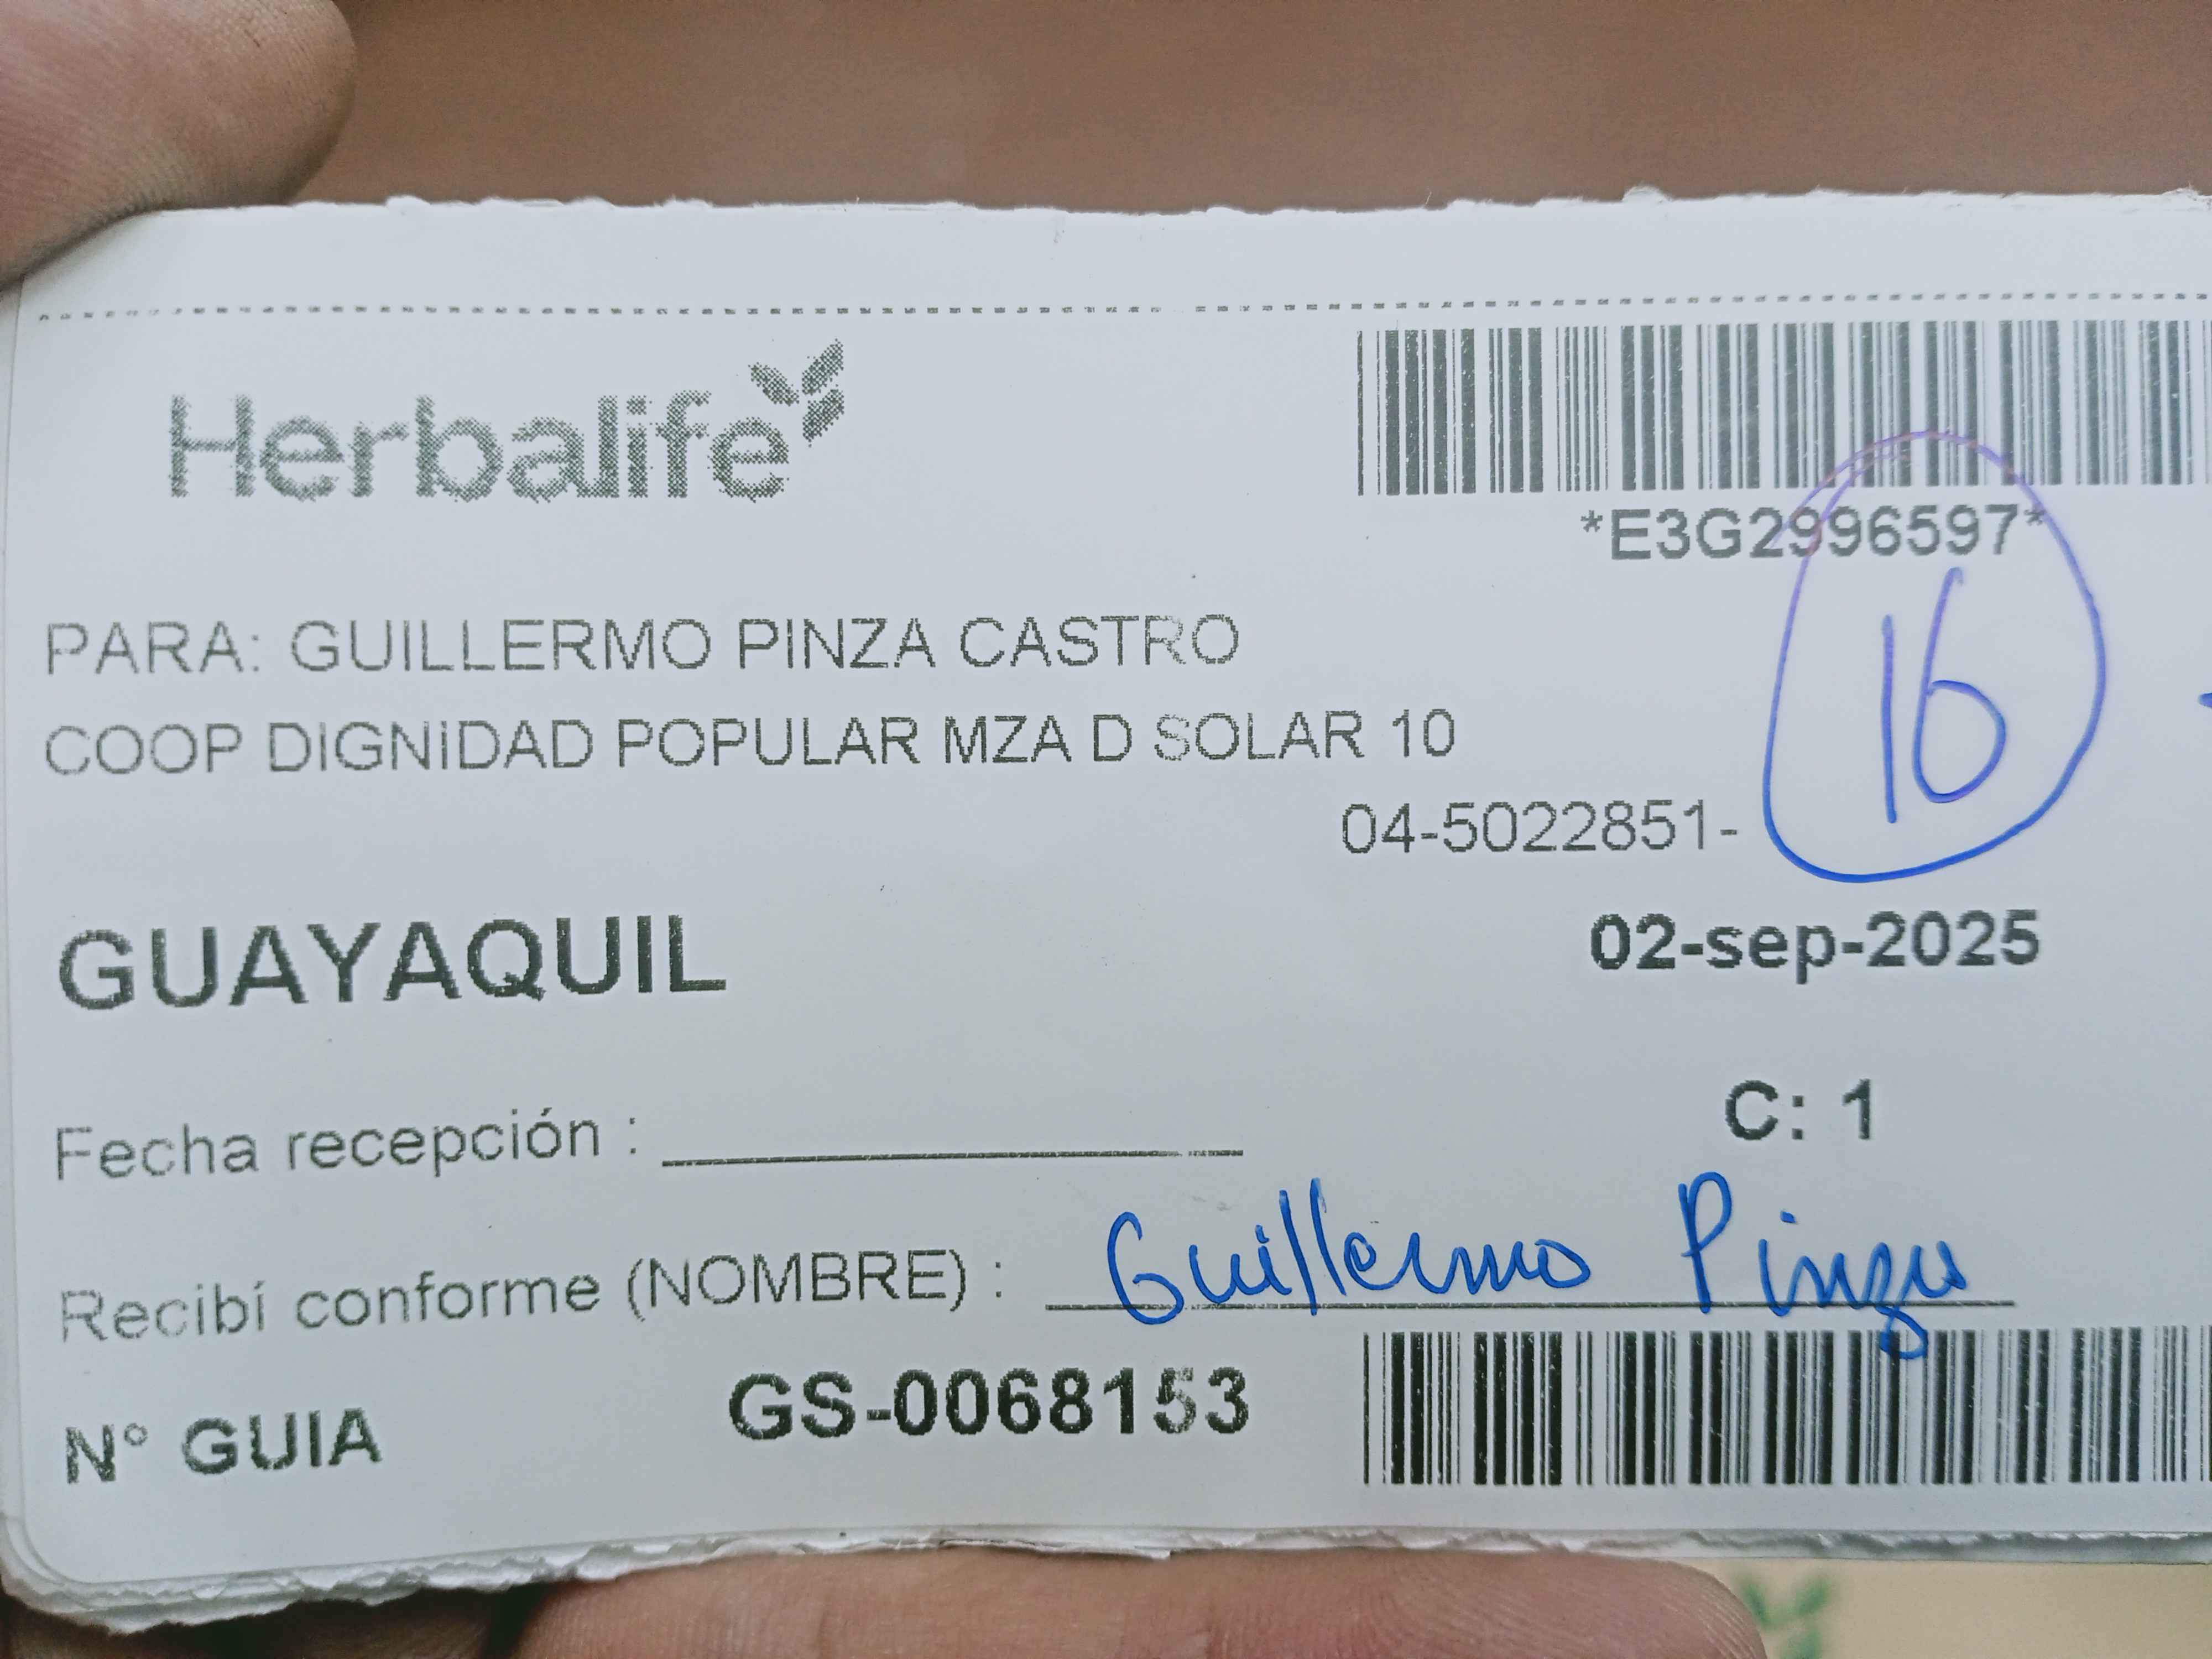 Herbalife
*E3G2996597*
16
PARA: GUILLERMO PINZA CASTRO
COOP DIGNIDAD POPULAR MZA D SOLAR 10
04-5022851-
GUAYAQUIL
02-sep-2025
C: 1
Fecha recepción :
Recibí conforme (NOMBRE) : Guillermo Pinza
N° GUIA GS-0068153